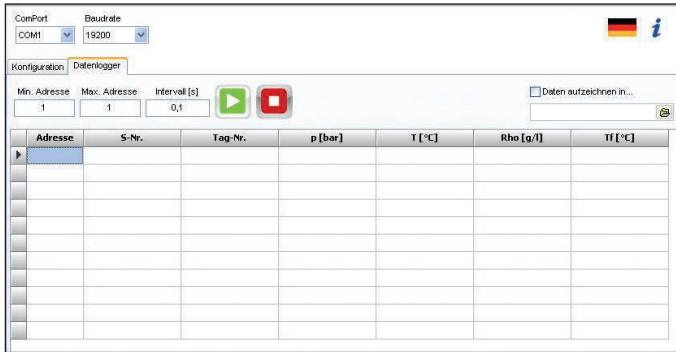 ComPort Baudrate
COM1 19200
i
Konfiguration Datenlogger
Min. Adresse Max. Adresse Intervall [s]
1 1 0,1
Daten aufzeichnen in...
Adresse S-Nr. Tag-Nr. p [bar] T [°C] Rho [g/l] Tf [°C]